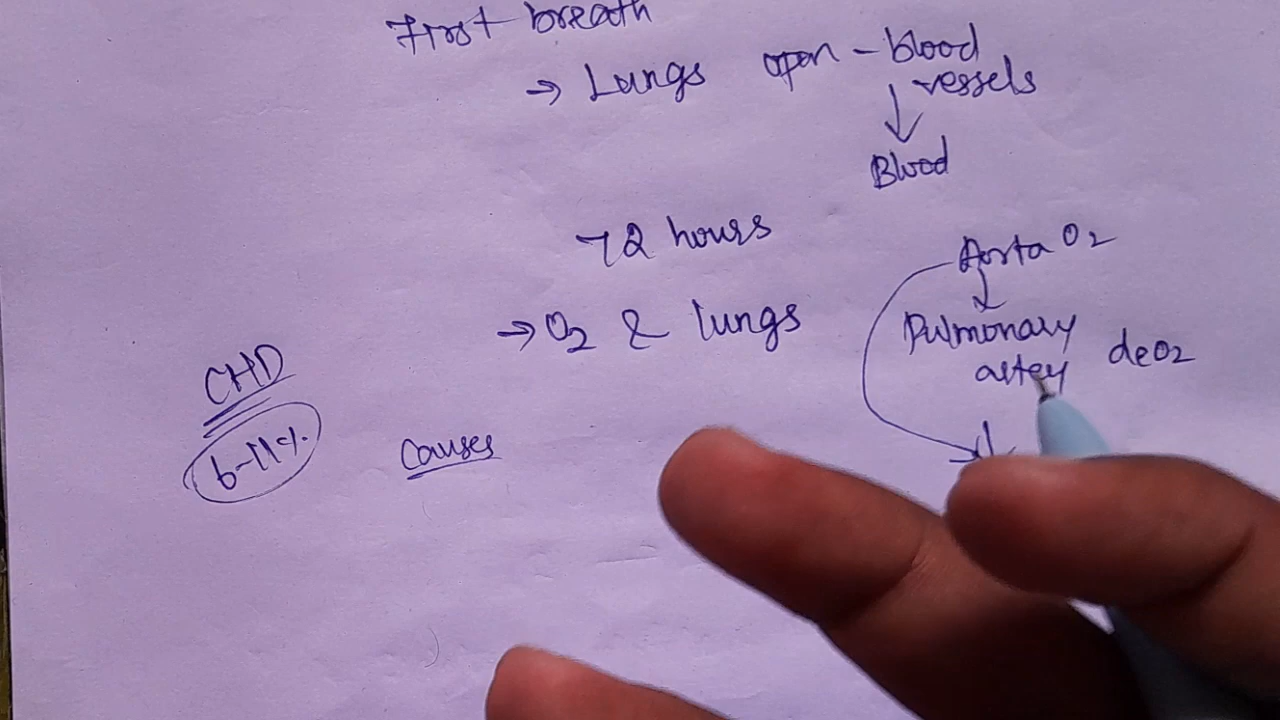 First breath
→ Lungs open - blood
vessels
↓
Blood
72 hours
Aorta O2
→ O2 & lungs
Pulmonary
artey
deO2
CHD
6-11%
Causes